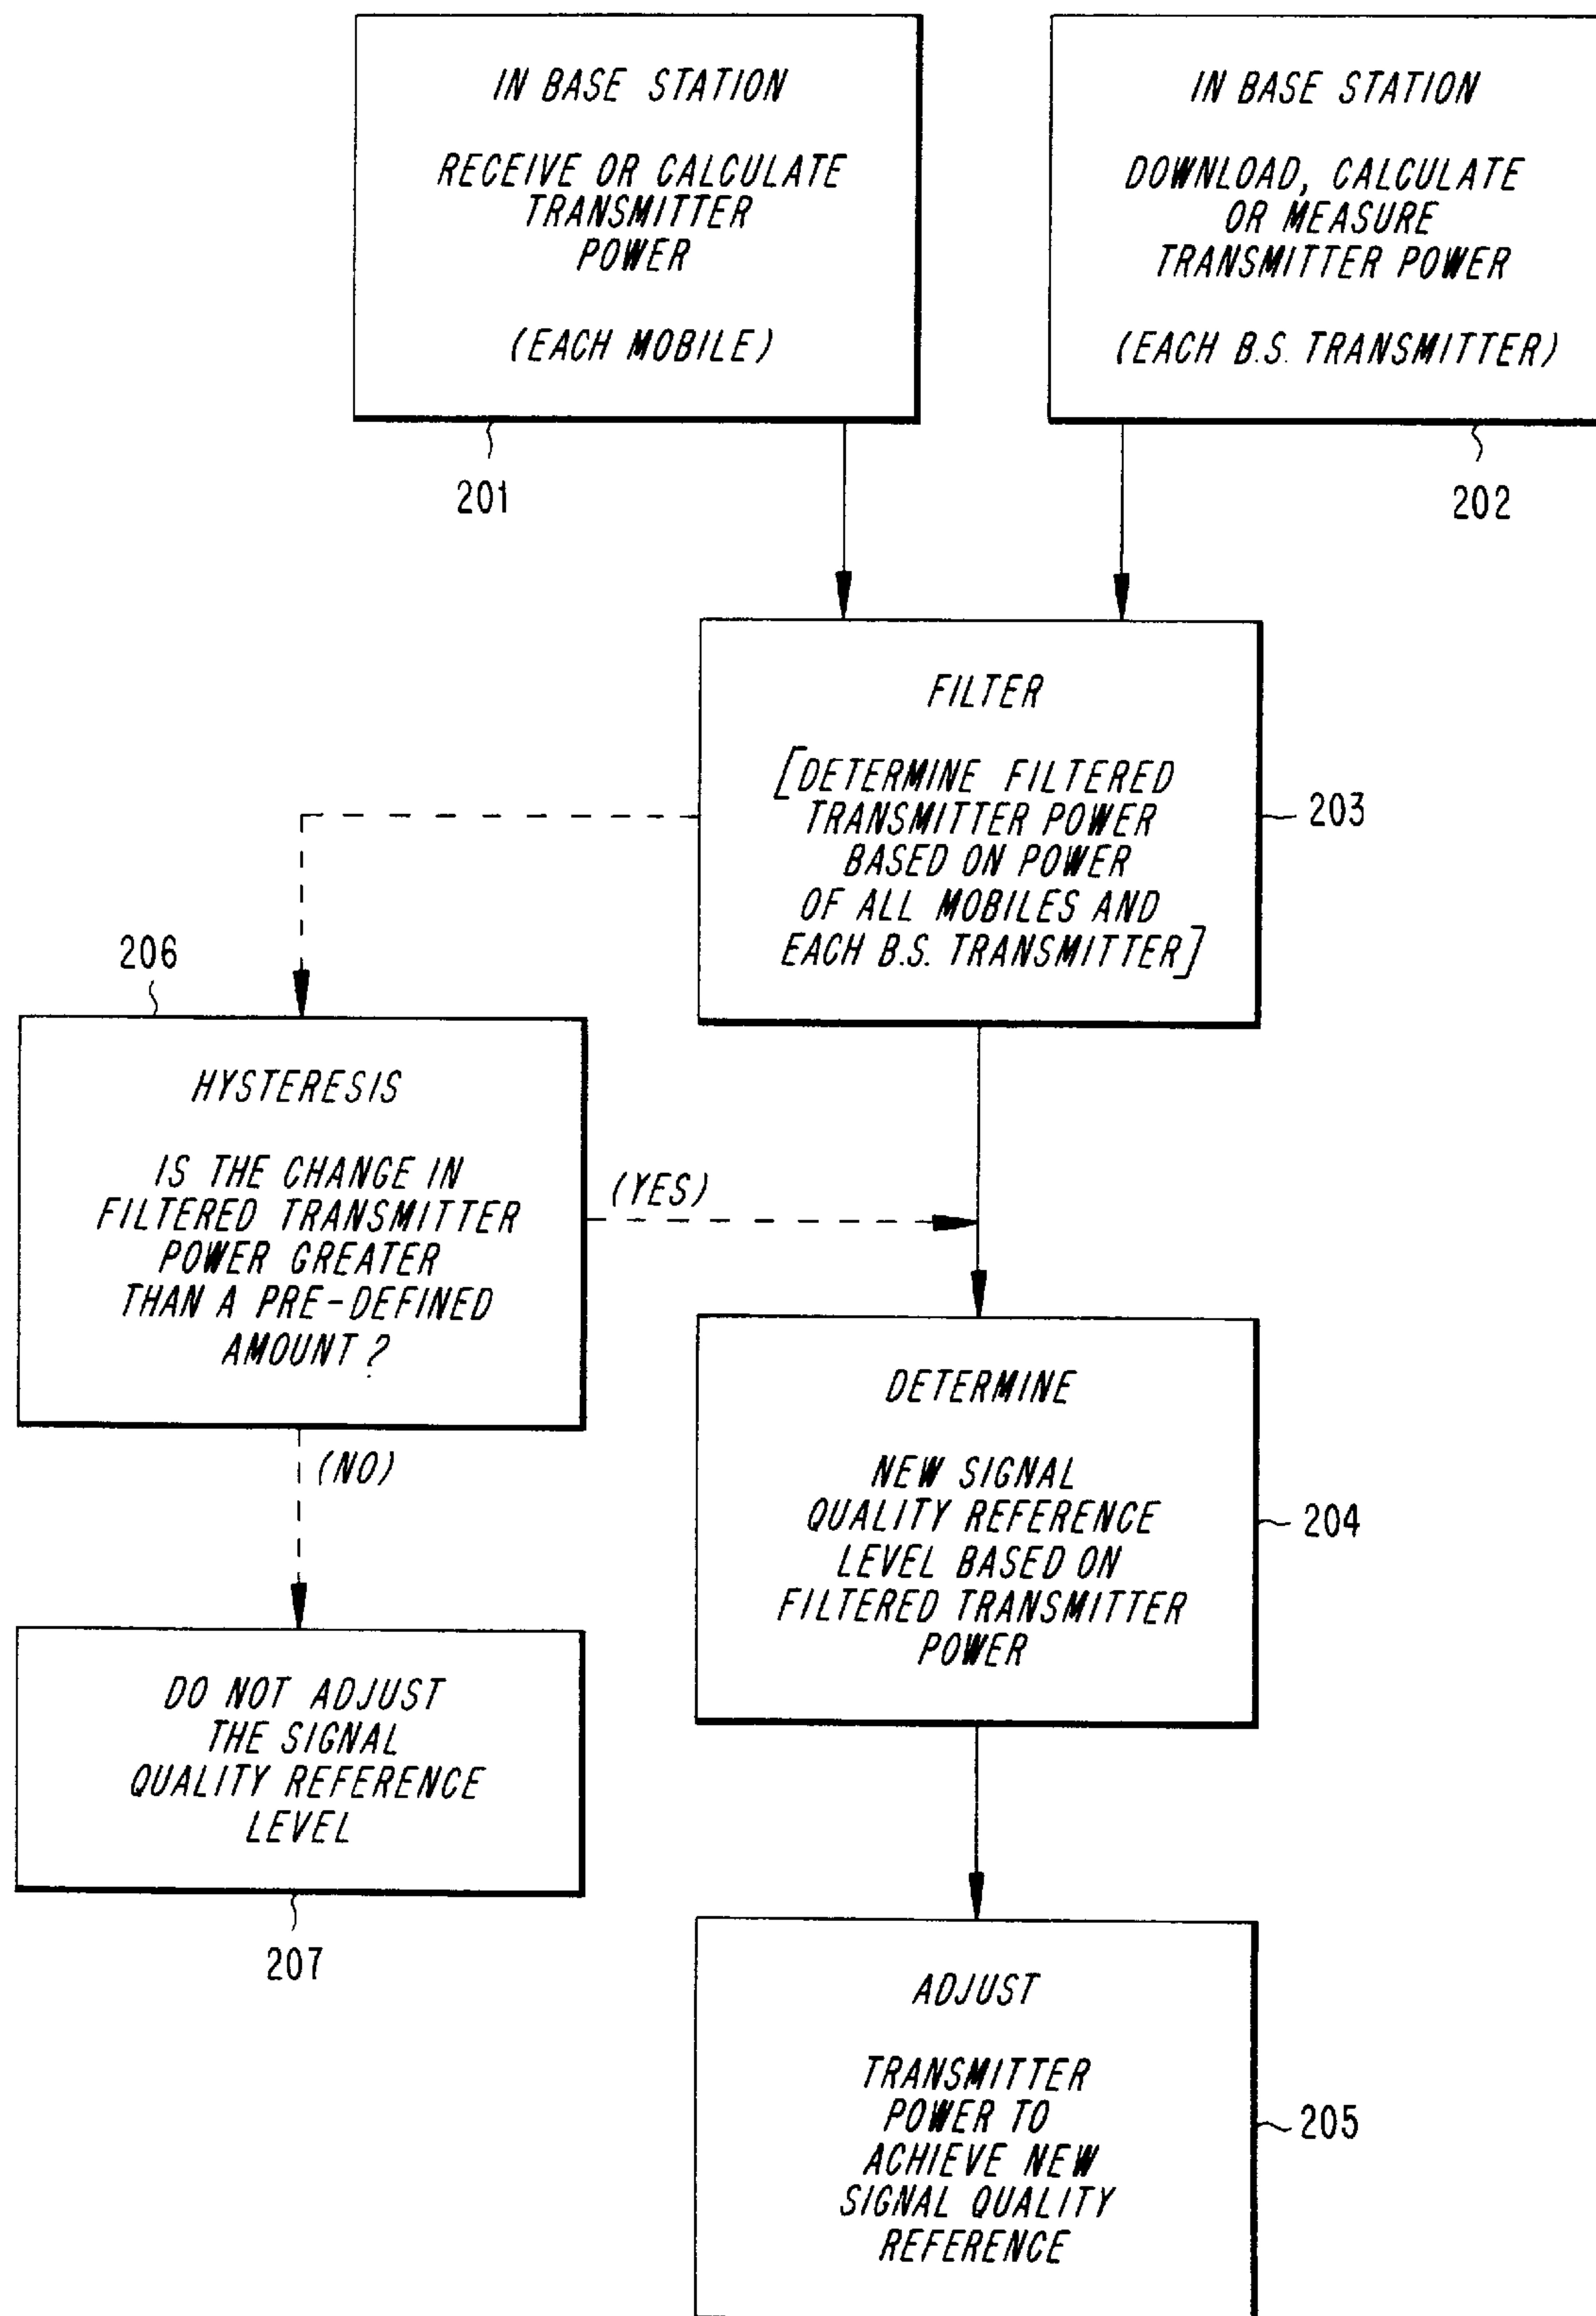 IN BASE STATION
RECEIVE OR CALCULATE
TRANSMITTER
POWER
(EACH MOBILE)
201
IN BASE STATION
DOWNLOAD, CALCULATE
OR MEASURE
TRANSMITTER POWER
(EACH B.S. TRANSMITTER)
202
FILTER
[DETERMINE FILTERED
TRANSMITTER POWER
BASED ON POWER
OF ALL MOBILES AND
EACH B.S. TRANSMITTER]
203
206
HYSTERESIS
IS THE CHANGE IN
FILTERED TRANSMITTER
POWER GREATER
THAN A PRE-DEFINED
AMOUNT?
(YES)
(NO)
DETERMINE
NEW SIGNAL
QUALITY REFERENCE
LEVEL BASED ON
FILTERED TRANSMITTER
POWER
204
DO NOT ADJUST
THE SIGNAL
QUALITY REFERENCE
LEVEL
207
ADJUST
TRANSMITTER
POWER TO
ACHIEVE NEW
SIGNAL QUALITY
REFERENCE
205